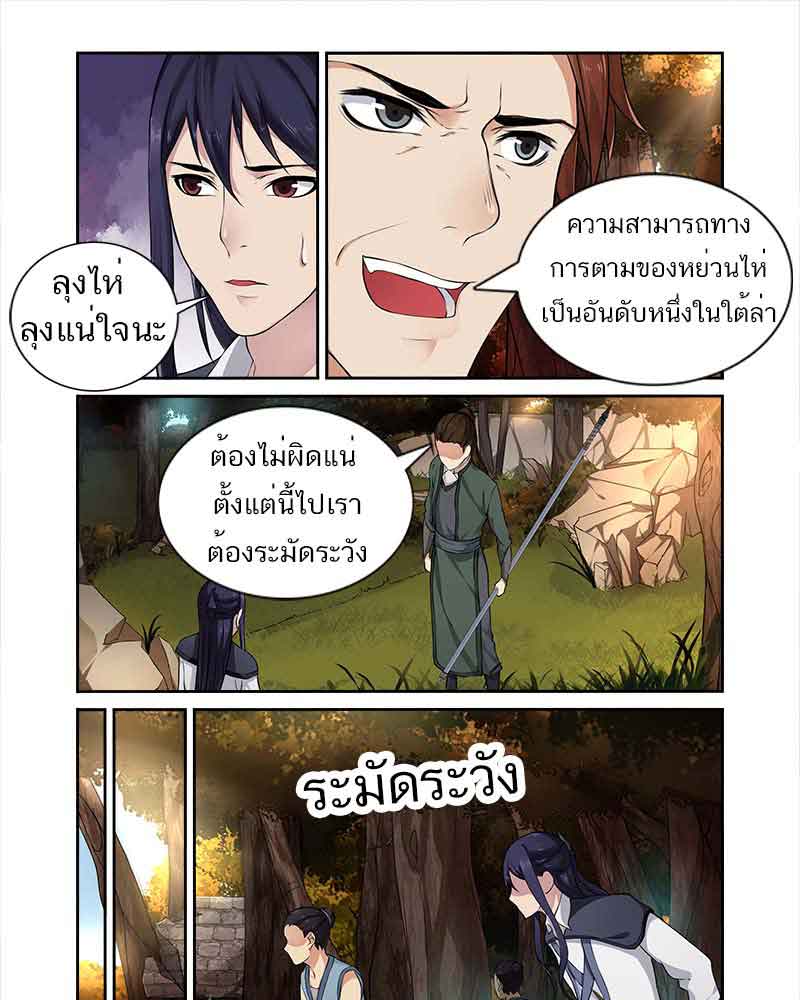 ลุงไห่
ลุงแน่ใจนะ
ความสามารถทาง
การตามของหย่วนไห่
เป็นอันดับหนึ่งในใต้ล่า
ต้องไม่ผิดแน่
ตั้งแต่นี้ไปเรา
ต้องระมัดระวัง
ระมัดระวัง